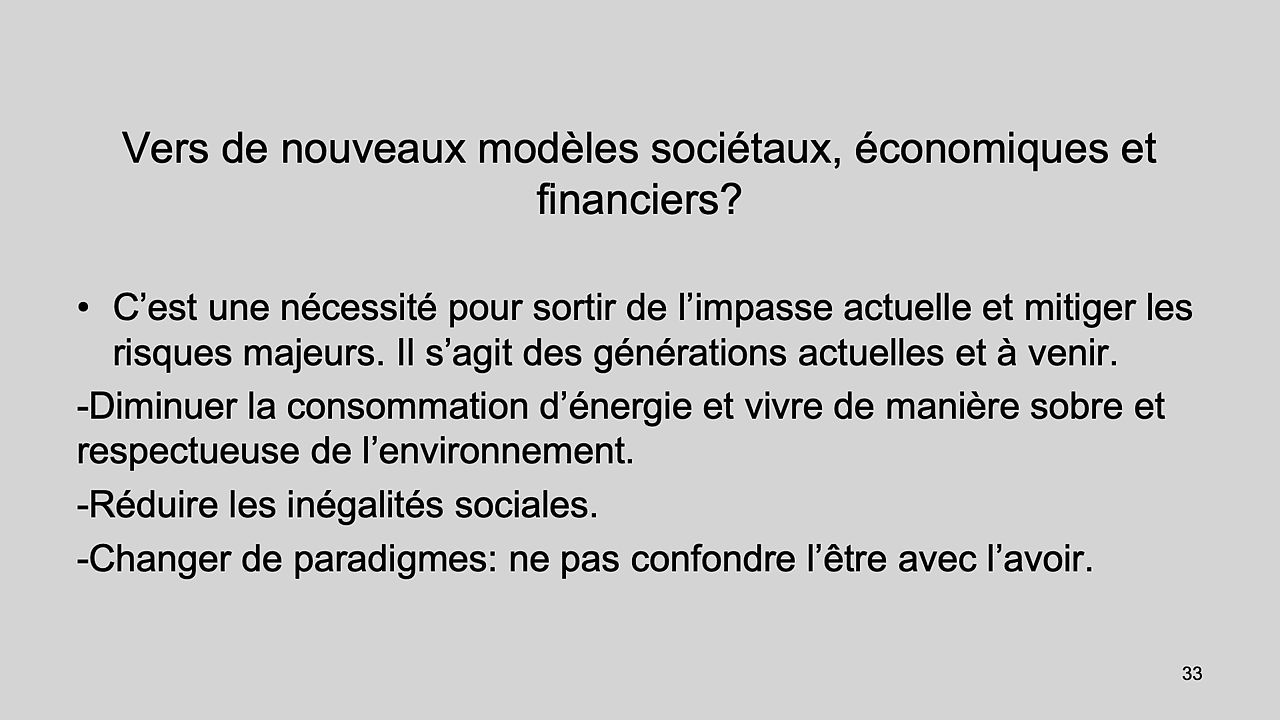 Vers de nouveaux modèles sociétaux, économiques et
financiers?
• C’est une nécessité pour sortir de l’impasse actuelle et mitiger les
risques majeurs. Il s’agit des générations actuelles et à venir.
-Diminuer la consommation d’énergie et vivre de manière sobre et
respectueuse de l’environnement.
-Réduire les inégalités sociales.
-Changer de paradigmes: ne pas confondre l’être avec l’avoir.
33